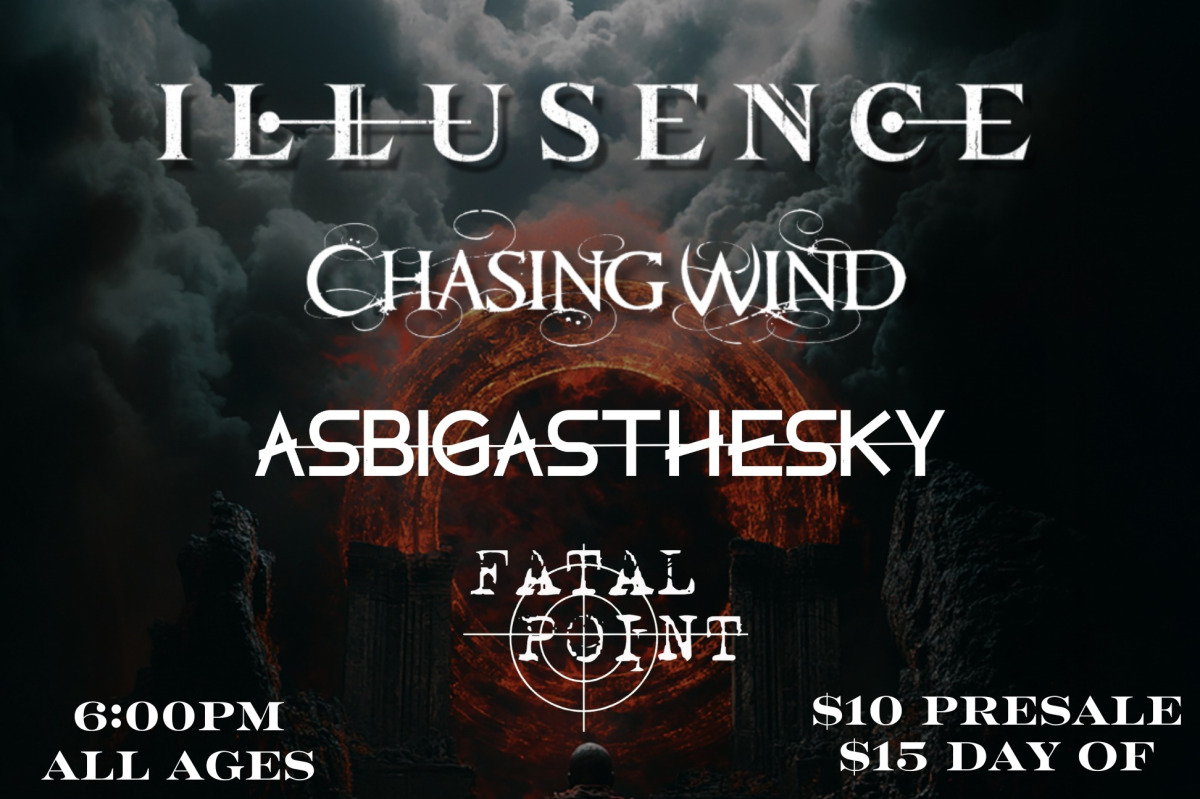 ILLUSENCE
CHASING WIND
ASBIGASTHESKY
FATAL
POINT
6:00PM
ALL AGES
$10 PRESALE
$15 DAY OF